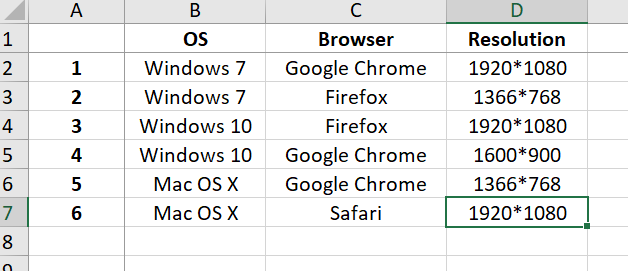 A B C D
1 OS Browser Resolution
2 1 Windows 7 Google Chrome 1920*1080
3 2 Windows 7 Firefox 1366*768
4 3 Windows 10 Firefox 1920*1080
5 4 Windows 10 Google Chrome 1600*900
6 5 Mac OS X Google Chrome 1366*768
7 6 Mac OS X Safari 1920*1080
8